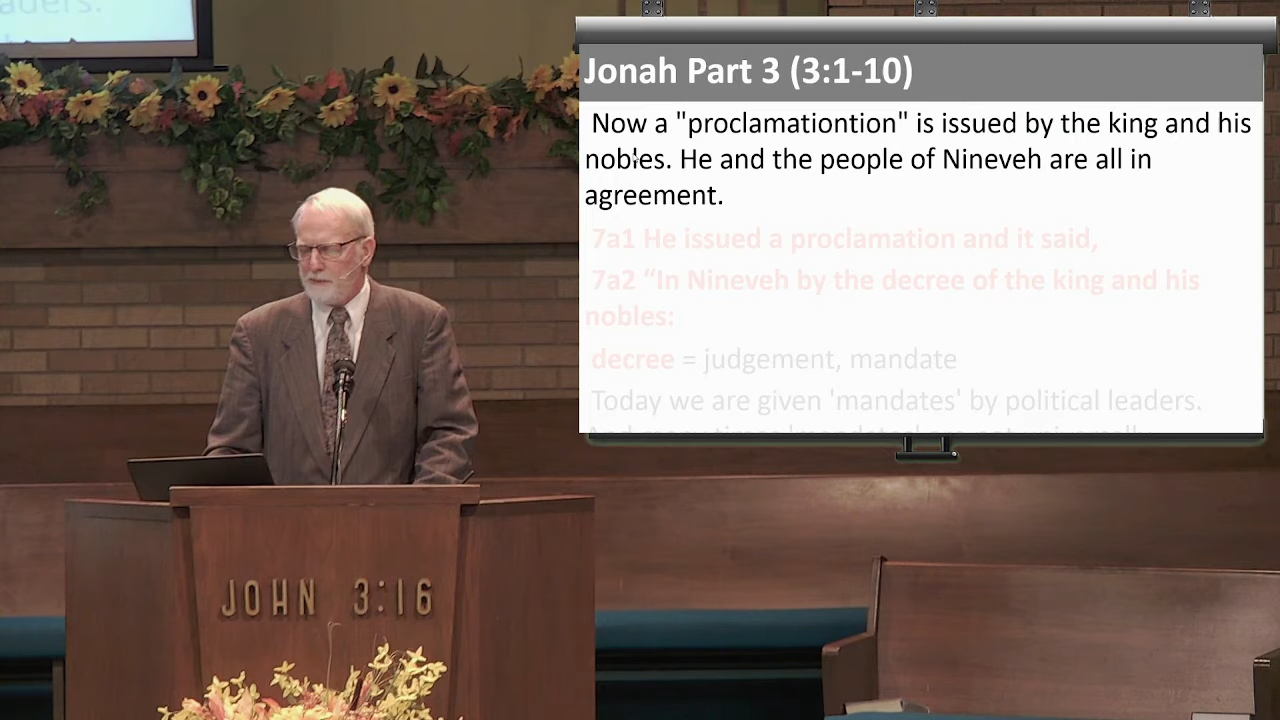 eaders.
Jonah Part 3 (3:1-10)
Now a "proclamationtion" is issued by the king and his
nobles. He and the people of Nineveh are all in
agreement.
7a1 He issued a proclamation and it said,
7a2 “In Nineveh by the decree of the king and his
nobles:
decree = judgement, mandate
Today we are given 'mandates' by political leaders.
JOHN 3:16